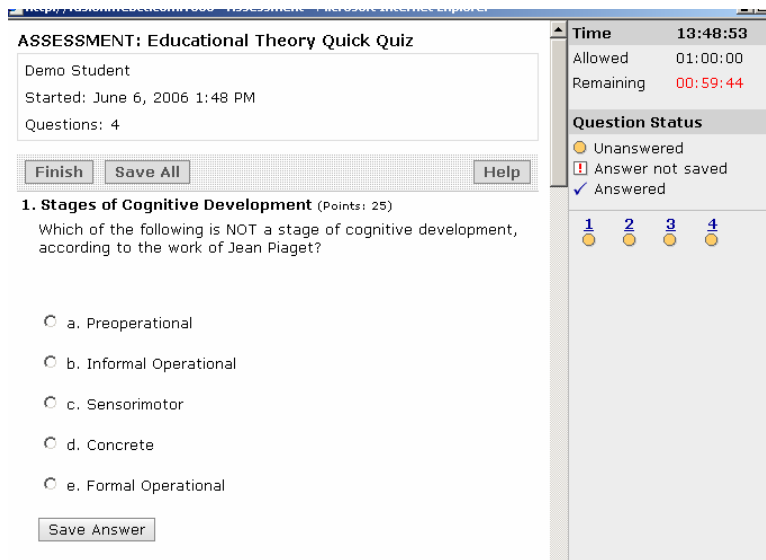 ASSESSMENT: Educational Theory Quick Quiz
Demo Student
Started: June 6, 2006 1:48 PM
Questions: 4
Finish Save All Help
1. Stages of Cognitive Development (Points: 25)
Which of the following is NOT a stage of cognitive development,
according to the work of Jean Piaget?
a. Preoperational
b. Informal Operational
c. Sensorimotor
d. Concrete
e. Formal Operational
Save Answer
Time 13:48:53
Allowed 01:00:00
Remaining 00:59:44
Question Status
Unanswered
! Answer not saved
✓ Answered
1 2 3 4